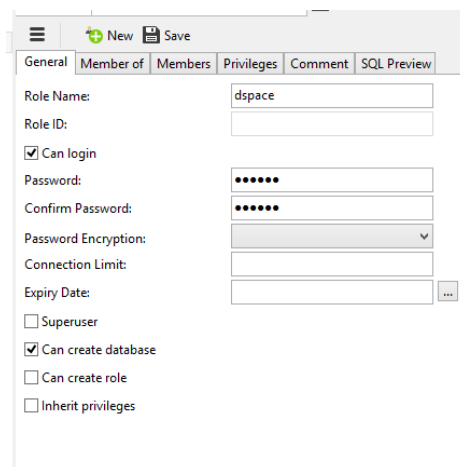 New Save
General Member of Members Privileges Comment SQL Preview
Role Name: dspace
Role ID:
Can login
Password: ••••••
Confirm Password: ••••••
Password Encryption:
Connection Limit:
Expiry Date: ...
Superuser
Can create database
Can create role
Inherit privileges